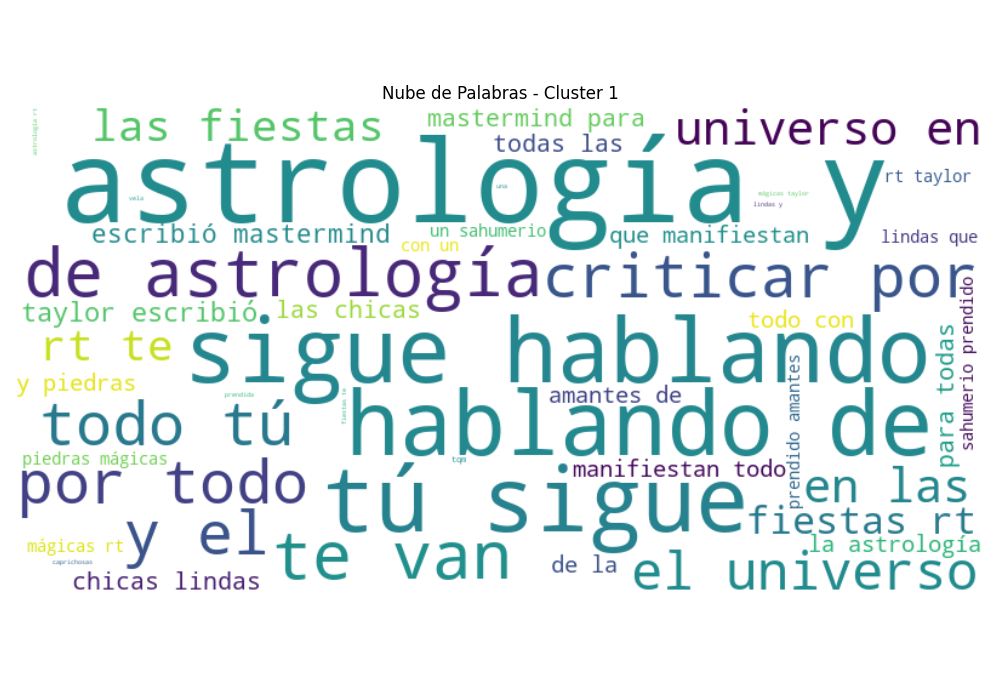 Nube de Palabras - Cluster 1
astrología rt
las fiestas
mastermind para
universo en
todas las
astrología y
rt taylor
una
mágicas taylor
vela
lindas y
escribió mastermind
un sahumerio
que manifiestan
lindas que
con un
de astrología
criticar por
sahumerio prendido
taylor escribió
las chicas
todo con
rt te
sigue hablando
para todas
y piedras
prendido amantes
prendida
fiestas te
hablando de
amantes de
todo tú
piedras mágicas
tqm
manifiestan todo
por todo
tú sigue
en las
fiestas rt
y el
te van
mágicas rt
la astrología
caprichosas
chicas lindas
de la
el universo